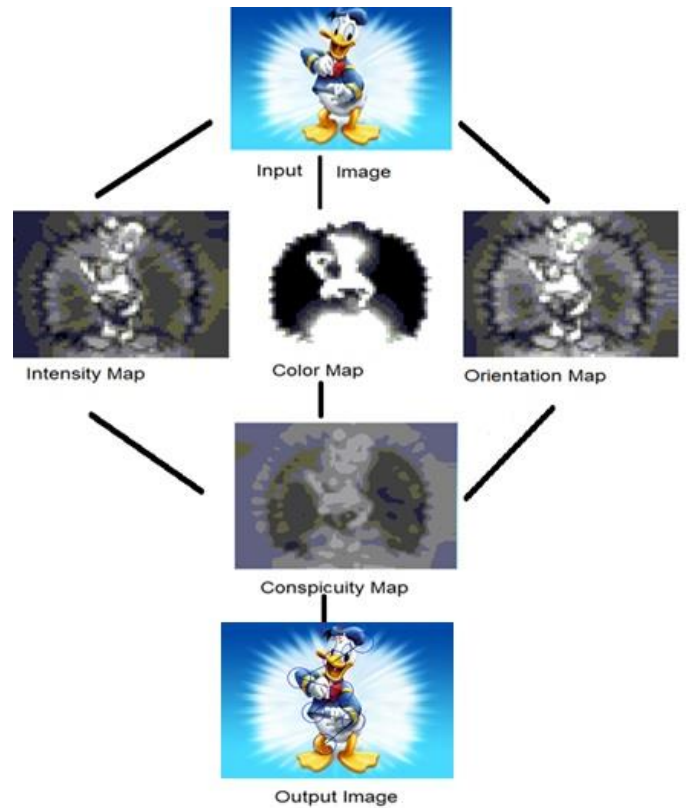 Input Image
Intensity Map
Color Map
Orientation Map
Conspicuity Map
Output Image